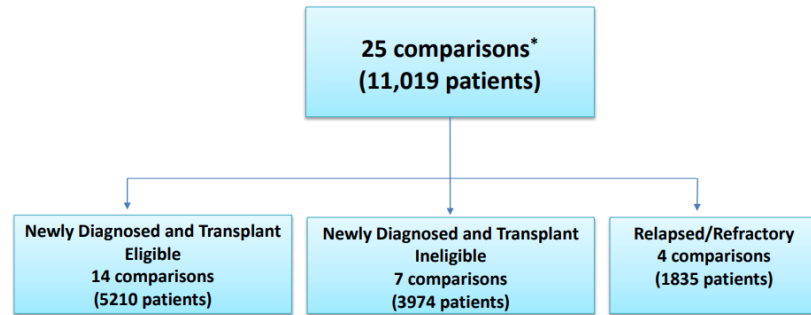 25 comparisons*
(11,019 patients)
Newly Diagnosed and Transplant
Eligible
14 comparisons
(5210 patients)
Newly Diagnosed and Transplant
Ineligible
7 comparisons
(3974 patients)
Relapsed/Refractory
4 comparisons
(1835 patients)